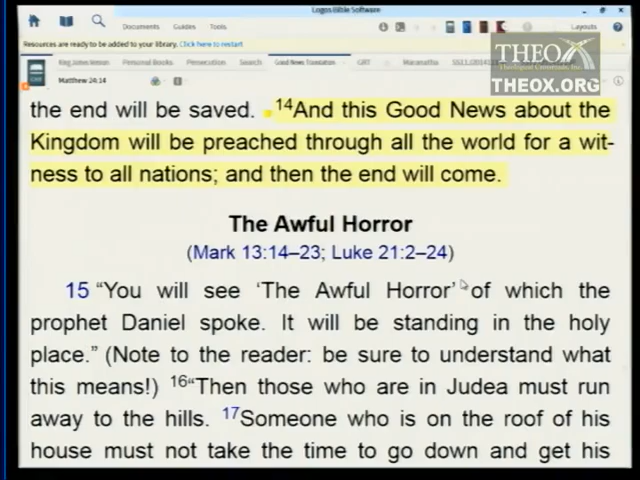 Logos Bible Software
Documents Guides Tools Layouts
Resources are ready to be added to your library. Click here to restart
King James Version Personal Books Persecution Search Good News Translation GRT Maranatha
Matthew 24:14
THEOX
THEOX.ORG
the end will be saved. 14And this Good News about the
Kingdom will be preached through all the world for a wit-
ness to all nations; and then the end will come.
The Awful Horror
(Mark 13:14–23; Luke 21:2–24)
15 “You will see ‘The Awful Horror’ of which the
prophet Daniel spoke. It will be standing in the holy
place.” (Note to the reader: be sure to understand what
this means!) 16“Then those who are in Judea must run
away to the hills. 17Someone who is on the roof of his
house must not take the time to go down and get his